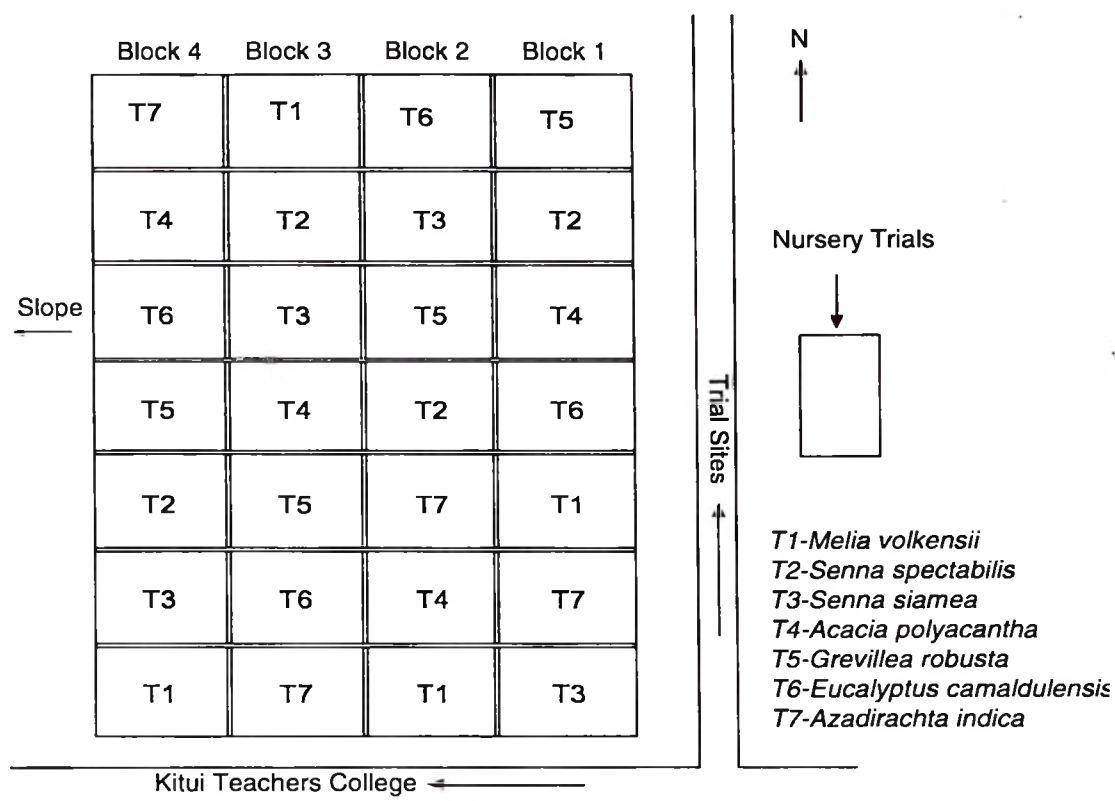 Block 4 Block 3 Block 2 Block 1
N
T7 T1 T6 T5
T4 T2 T3 T2
Nursery Trials
Slope
T6 T3 T5 T4
T5 T4 T2 T6
Trial Sites
T2 T5 T7 T1
T3 T6 T4 T7
T1 T7 T1 T3
T1-Melia volkensii
T2-Senna spectabilis
T3-Senna siamea
T4-Acacia polyacantha
T5-Grevillea robusta
T6-Eucalyptus camaldulensis
T7-Azadirachta indica
Kitui Teachers College